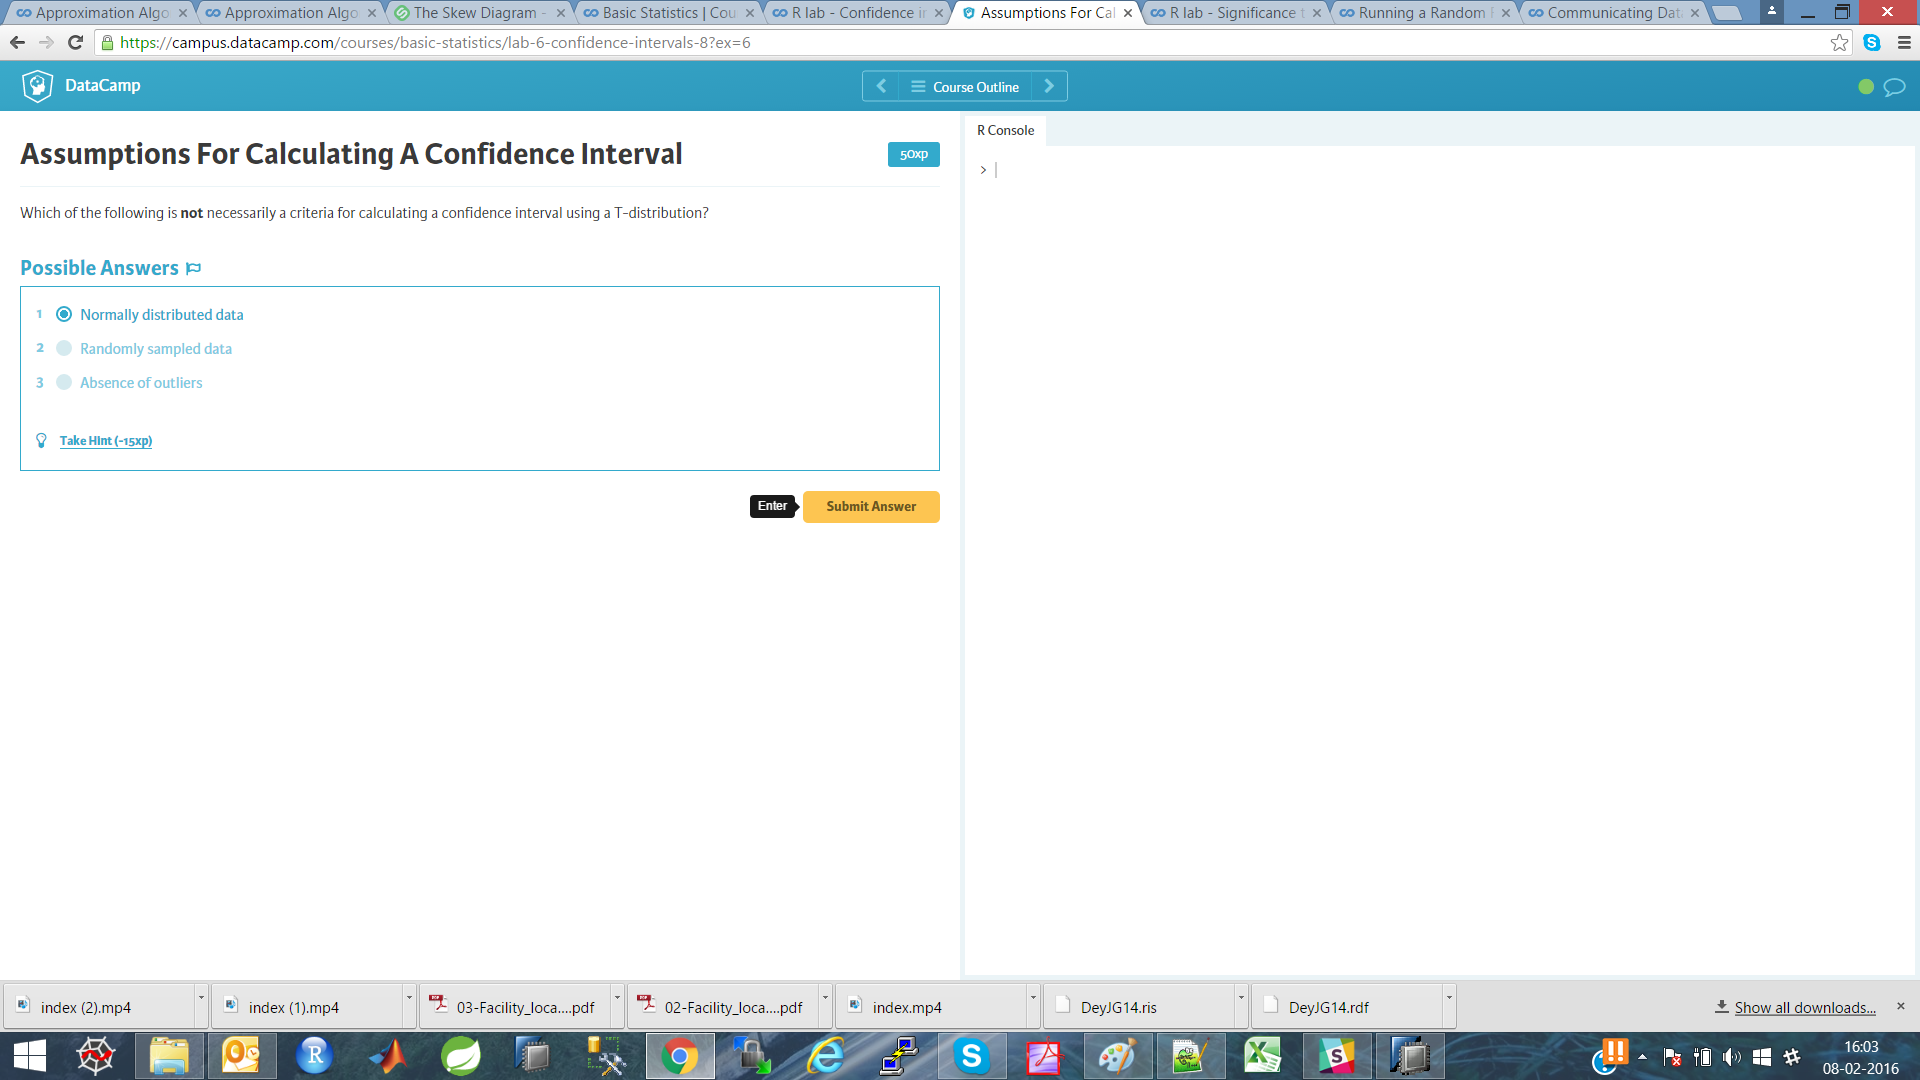 Approximation Algo
Approximation Algo
The Skew Diagram -
Basic Statistics | Cou
R lab - Confidence in
Assumptions For Cal
R lab - Significance t
Running a Random F
Communicating Data
https://campus.datacamp.com/courses/basic-statistics/lab-6-confidence-intervals-8?ex=6
DataCamp
Course Outline
Assumptions For Calculating A Confidence Interval
50xp
Which of the following is not necessarily a criteria for calculating a confidence interval using a T-distribution?
Possible Answers
1 Normally distributed data
2 Randomly sampled data
3 Absence of outliers
Take Hint (-15xp)
Enter
Submit Answer
R Console
>
index (2).mp4
index (1).mp4
03-Facility_loca....pdf
02-Facility_loca....pdf
index.mp4
DeyJG14.ris
DeyJG14.rdf
Show all downloads...
16:03
08-02-2016